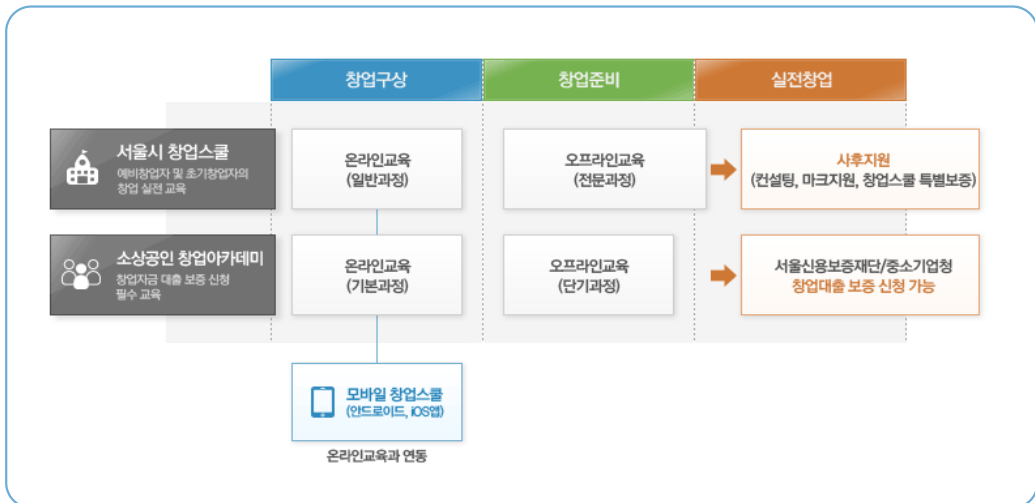 창업구상
창업준비
실전창업
서울시 창업스쿨
예비창업자 및 초기창업자의
창업 실전 교육
온라인교육
(일반과정)
오프라인교육
(전문과정)
사후지원
(컨설팅, 마크지원, 창업스쿨 특별보증)
소상공인 창업아카데미
창업자금 대출 보증 신청
필수 교육
온라인교육
(기본과정)
오프라인교육
(단기과정)
서울신용보증재단/중소기업청
창업대출 보증 신청 가능
모바일 창업스쿨
(안드로이드, iOS앱)
온라인교육과 연동